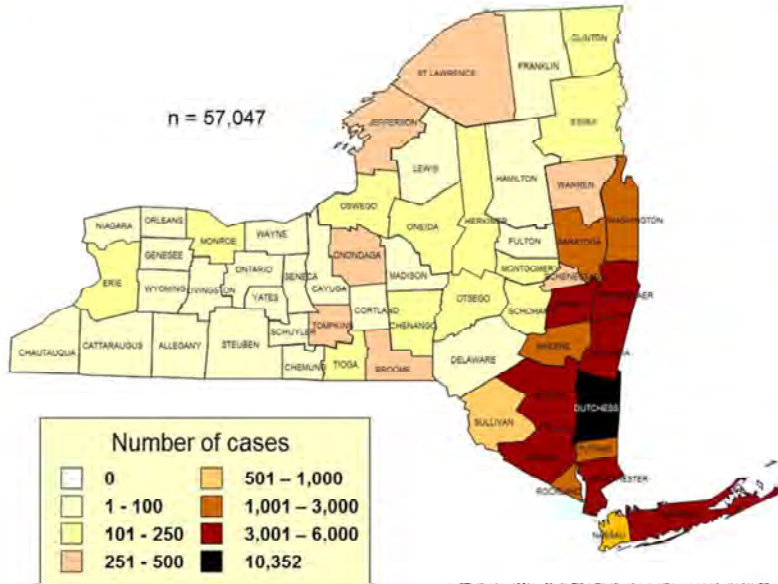 CLINTON
FRANKLIN
ST LAWRENCE
n = 57,047
JEFFERSON
ESSEX
LEWIS
HAMILTON
WARREN
OSWEGO
WASHINGTON
ONEIDA
HERKIMER
NIAGARA
ORLEANS
WAYNE
FULTON
SARATOGA
MONROE
ONONDAGA
MADISON
GENESEE
ONTARIO
SENECA
MONTGOMERY
SCHENECTADY
ERIE
WYOMING
LIVINGSTON
YATES
CAYUGA
OTSEGO
SCHOHARIE
CORTLAND
CHENANGO
SCHUYLER
TOMPKINS
CHAUTAUQUA
CATTARAUGUS
ALLEGANY
STEUBEN
CHEMUNG
TIOGA
BROOME
DELAWARE
GREENE
DUTCHESS
SULLIVAN
PUTNAM
ROCKLAND
NASSAU
Number of cases
0
1 - 100
101 - 250
251 - 500
501 – 1,000
1,001 – 3,000
3,001 – 6,000
10,352